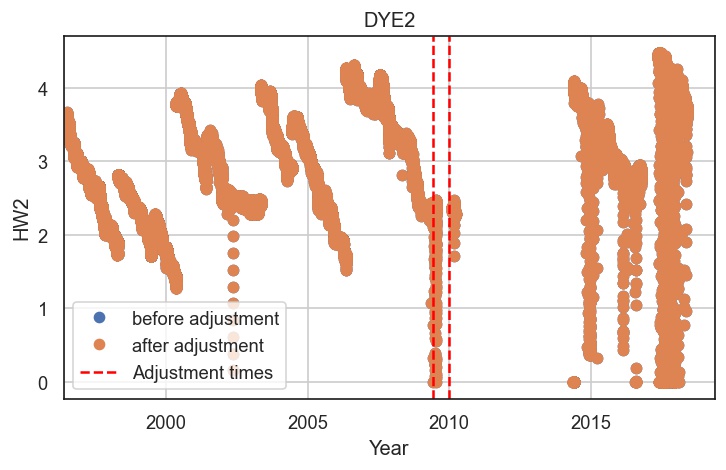 DYE2
HW2
4
3
2
1
0
before adjustment
after adjustment
Adjustment times
2000
2005
2010
2015
Year